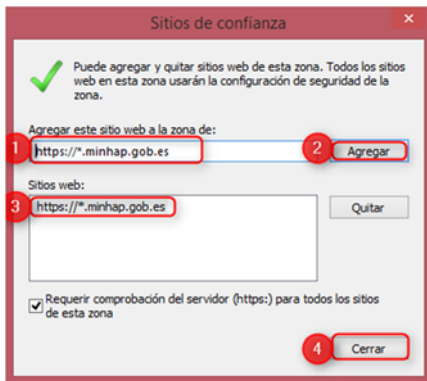 Sitios de confianza
Puede agregar y quitar sitios web de esta zona. Todos los sitios
web en esta zona usarán la configuración de seguridad de la
zona.
Agregar este sitio web a la zona de:
1 https://*.minhap.gob.es 2 Agregar
Sitios web:
3 https://*.minhap.gob.es Quitar
Requerir comprobación del servidor (https:) para todos los sitios
de esta zona
4 Cerrar